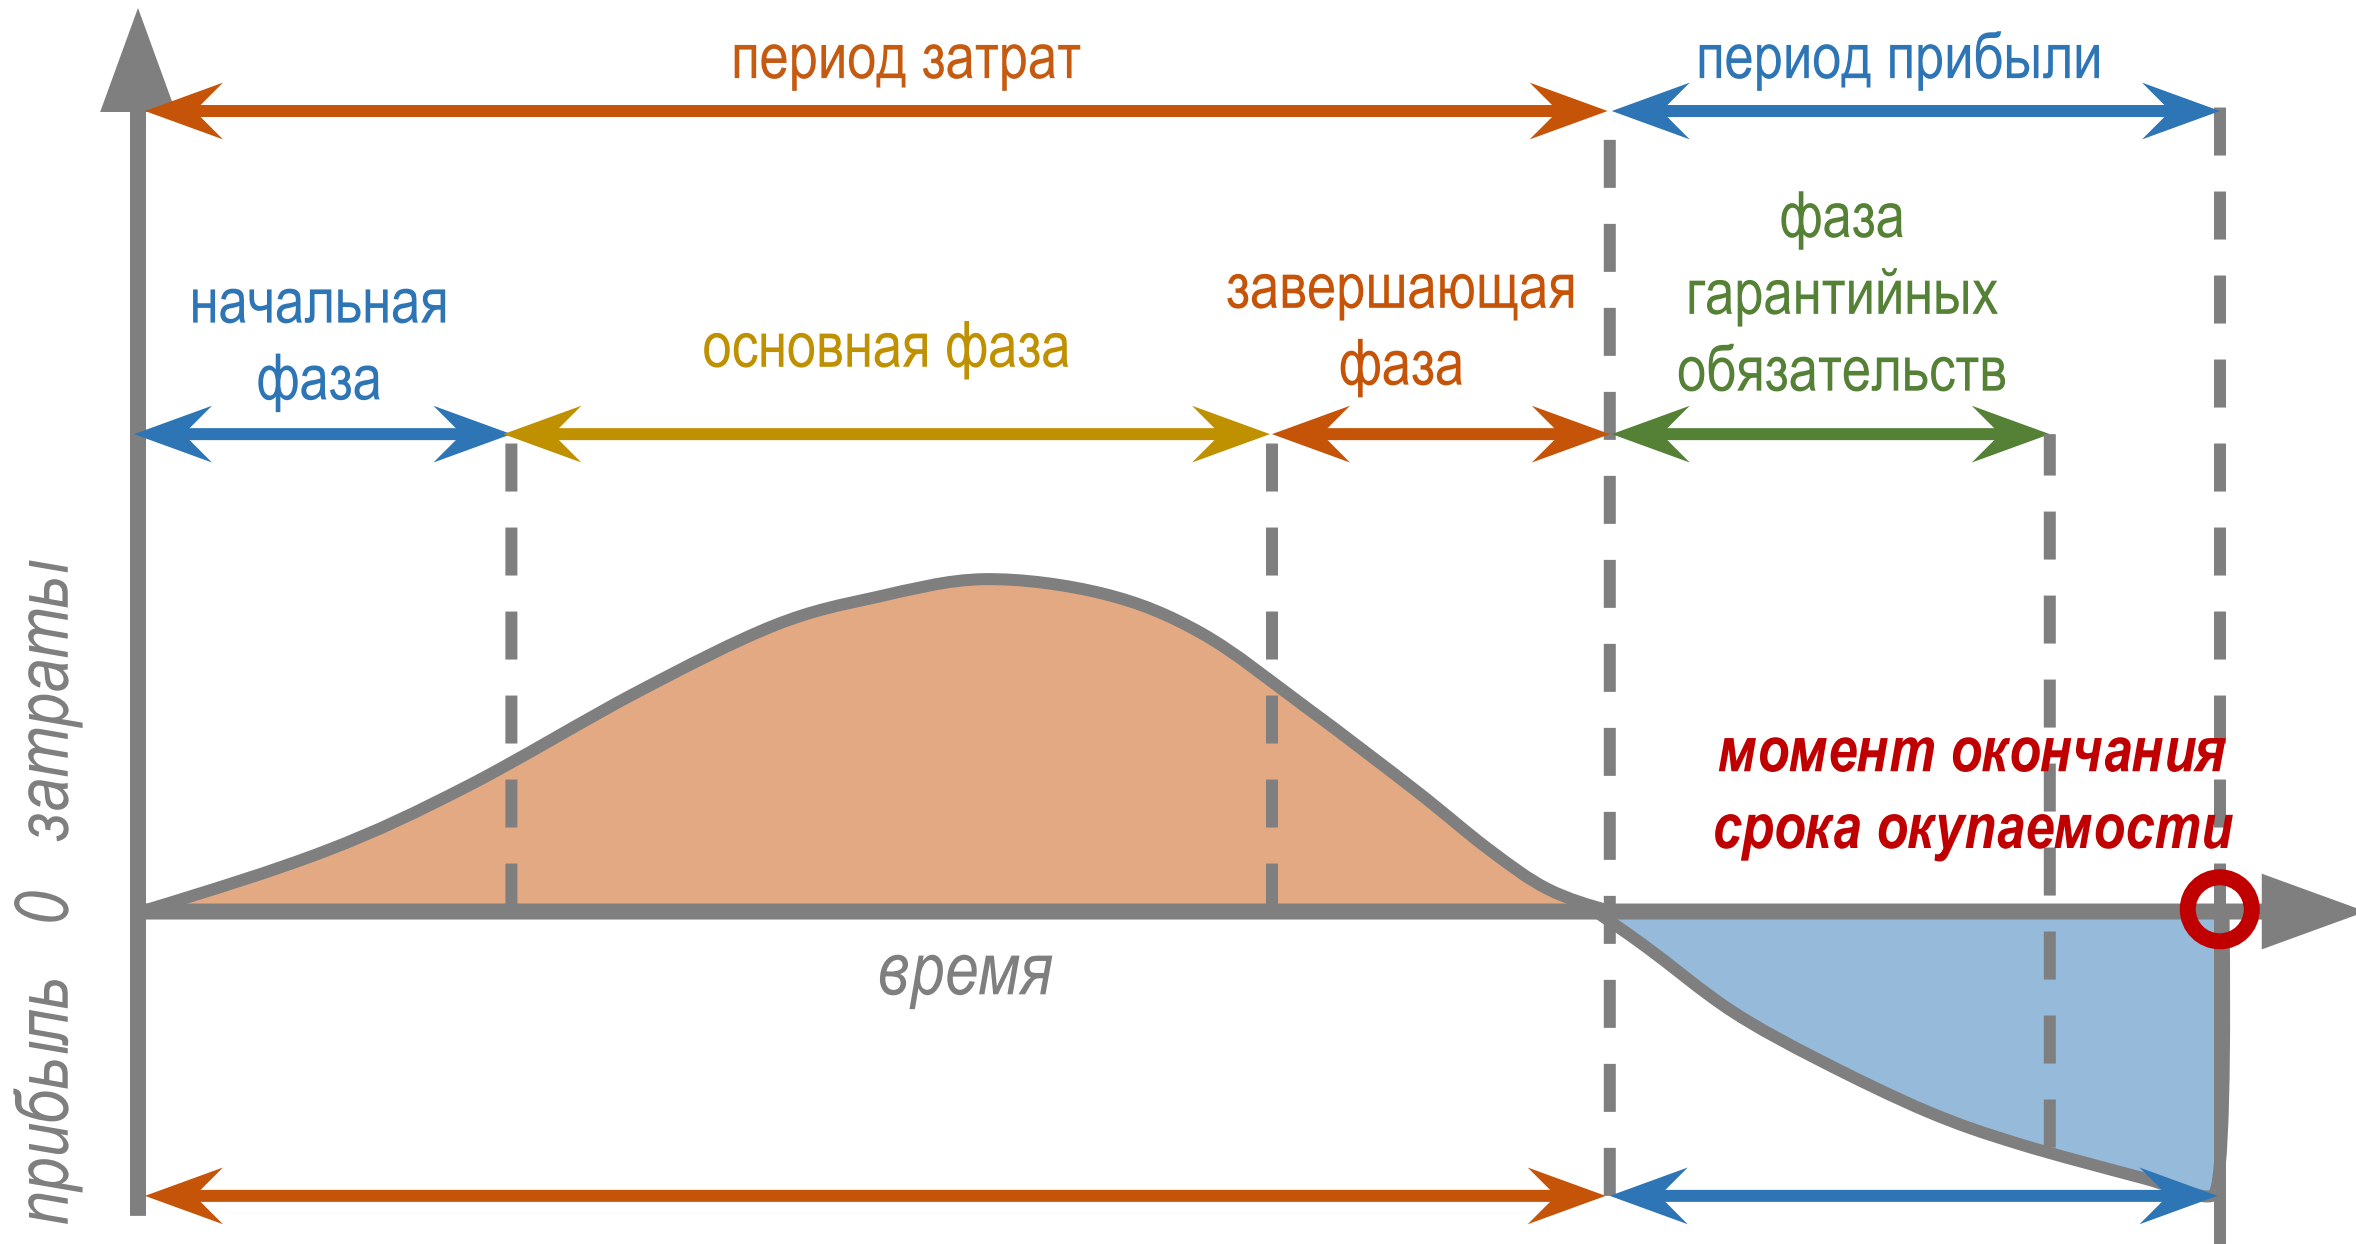 период затрат
период прибыли
фаза
гарантийных
обязательств
начальная
фаза
основная фаза
завершающая
фаза
момент окончания
срока окупаемости
время
прибыль 0 затраты